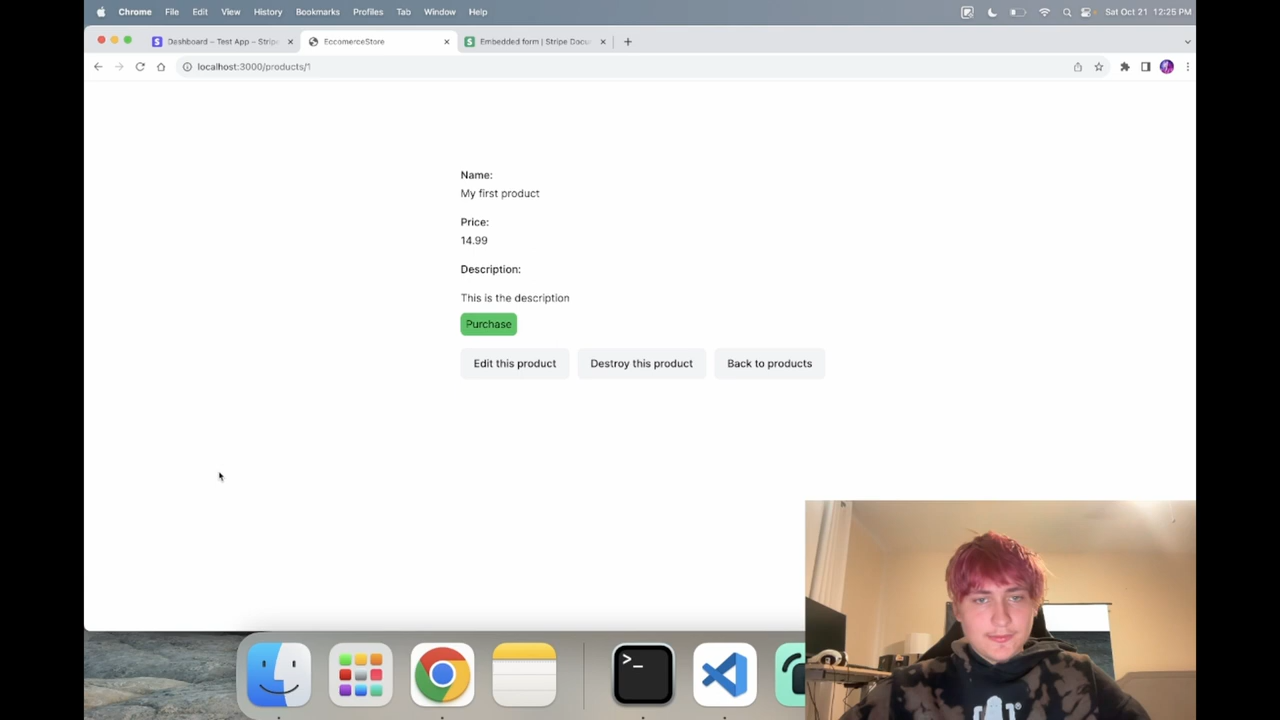 Chrome File Edit View History Bookmarks Profiles Tab Window Help Sat Oct 21 12:25 PM
Dashboard – Test App – Stripe EccomerceStore Embedded form | Stripe Docu
localhost:3000/products/1
Name:
My first product
Price:
14.99
Description:
This is the description
Purchase
Edit this product Destroy this product Back to products